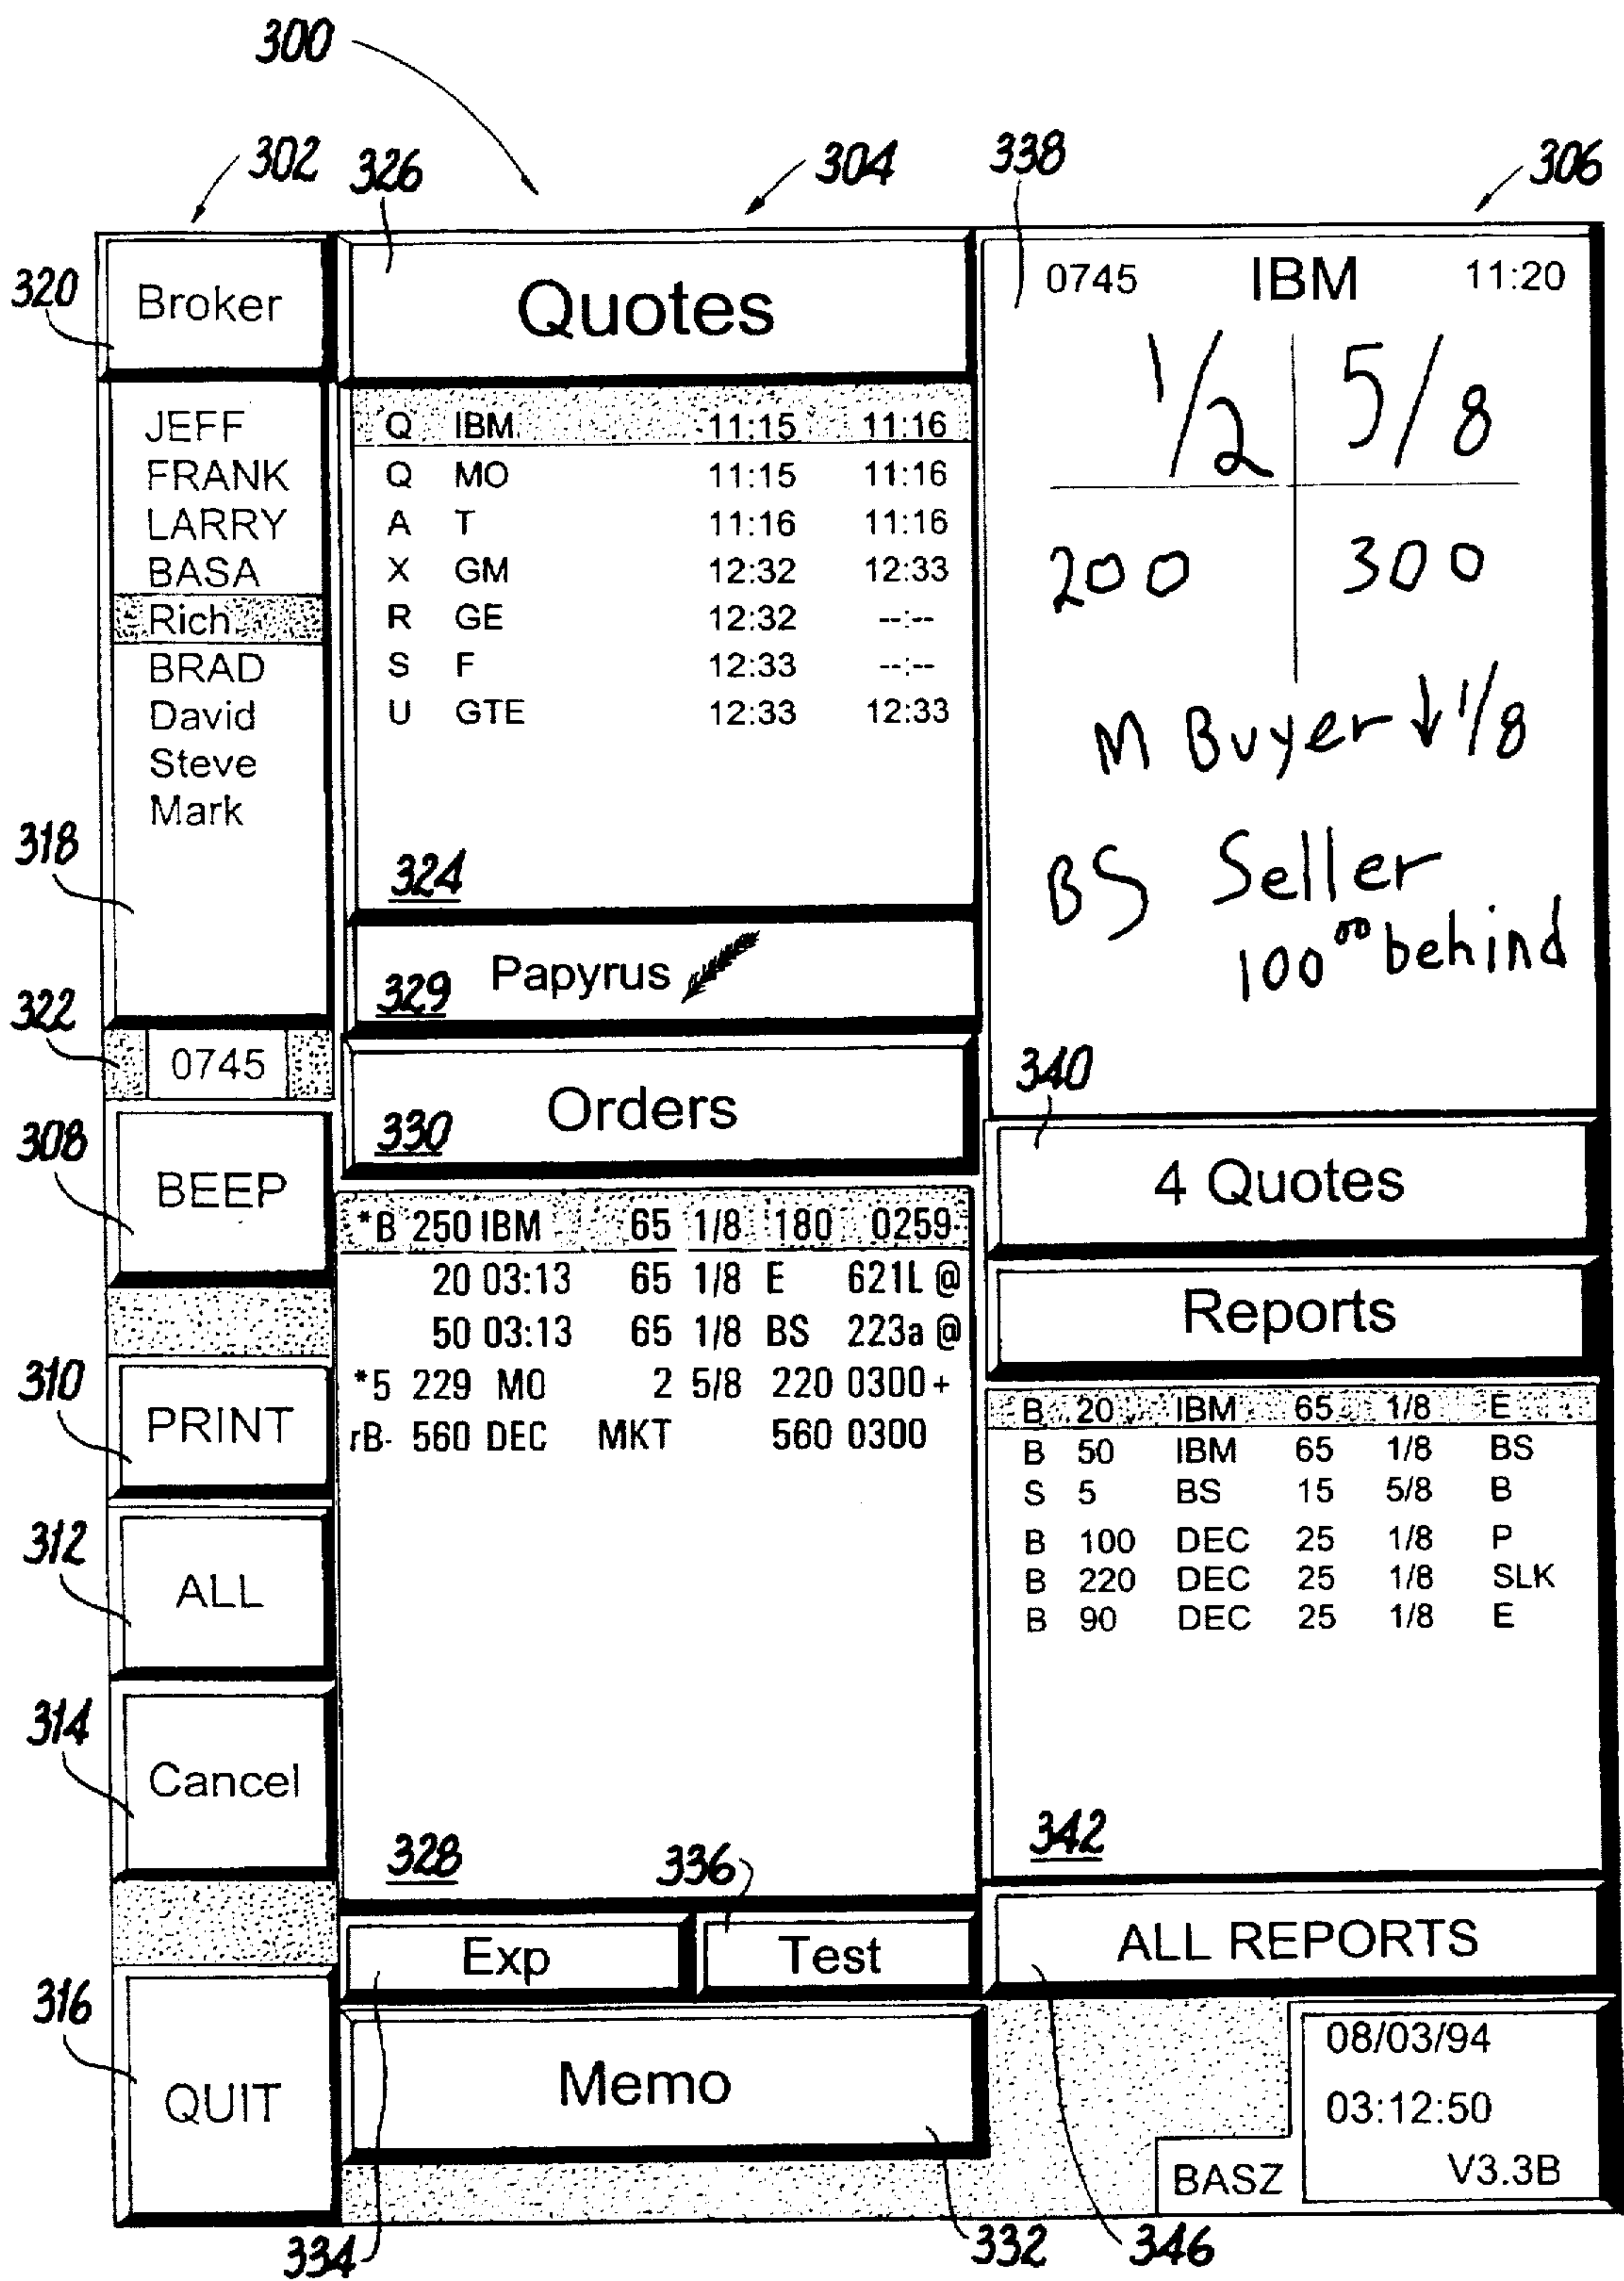 300
302 326 304 338 306
320 Broker
JEFF
FRANK
LARRY
BASA
Rich
BRAD
David
Steve
Mark
318
322 0745
308 BEEP
310 PRINT
312 ALL
314 Cancel
316 QUIT
Quotes
Q IBM 11:15 11:16
Q MO 11:15 11:16
A T 11:16 11:16
X GM 12:32 12:33
R GE 12:32 --:--
S F 12:33 --:--
U GTE 12:33 12:33
324
329 Papyrus
330 Orders
*B 250 IBM 65 1/8 180 0259-
20 03:13 65 1/8 E 621L @
50 03:13 65 1/8 BS 223a @
*5 229 MO 2 5/8 220 0300+
rB- 560 DEC MKT 560 0300
328 336
Exp Test
Memo
334 332
0745 IBM 11:20
1/2 5/8
200 300
M Buyer ↓ 1/8
BS Seller
100 00 behind
340
4 Quotes
Reports
B 20 IBM 65 1/8 E
B 50 IBM 65 1/8 BS
S 5 BS 15 5/8 B
B 100 DEC 25 1/8 P
B 220 DEC 25 1/8 SLK
B 90 DEC 25 1/8 E
342
ALL REPORTS
08/03/94
03:12:50
BASZ V3.3B
346